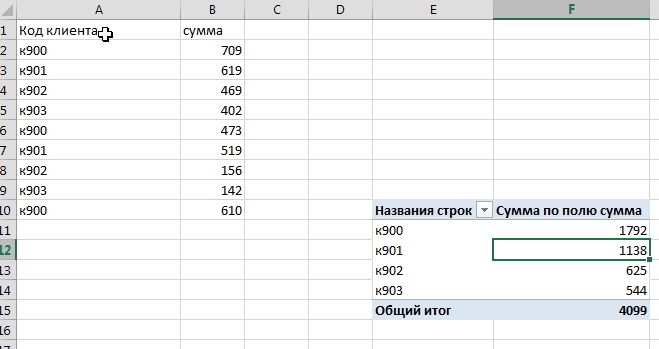 A B C D E F
1 Код клиента сумма
2 к900 709
3 к901 619
4 к902 469
5 к903 402
6 к900 473
7 к901 519
8 к902 156
9 к903 142
10 к900 610 Названия строк Сумма по полю сумма
11 к900 1792
12 к901 1138
13 к902 625
14 к903 544
15 Общий итог 4099
16
17